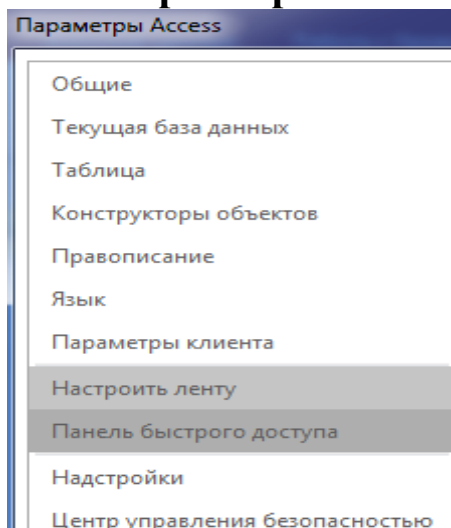 Параметры Access
Общие
Текущая база данных
Таблица
Конструкторы объектов
Правописание
Язык
Параметры клиента
Настроить ленту
Панель быстрого доступа
Надстройки
Центр управления безопасностью